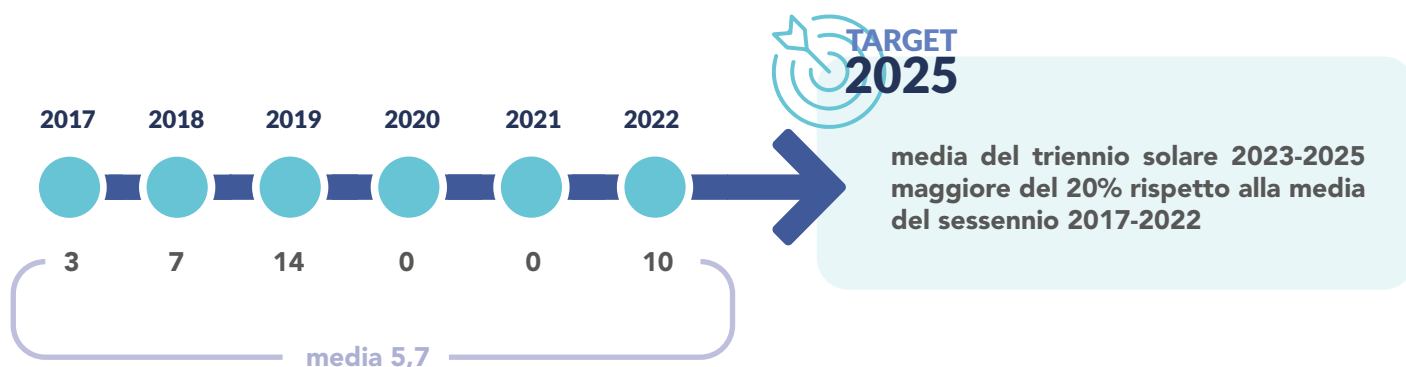 TARGET
2025
2017 2018 2019 2020 2021 2022
media del triennio solare 2023-2025
maggiore del 20% rispetto alla media
del sessennio 2017-2022
3 7 14 0 0 10
media 5,7